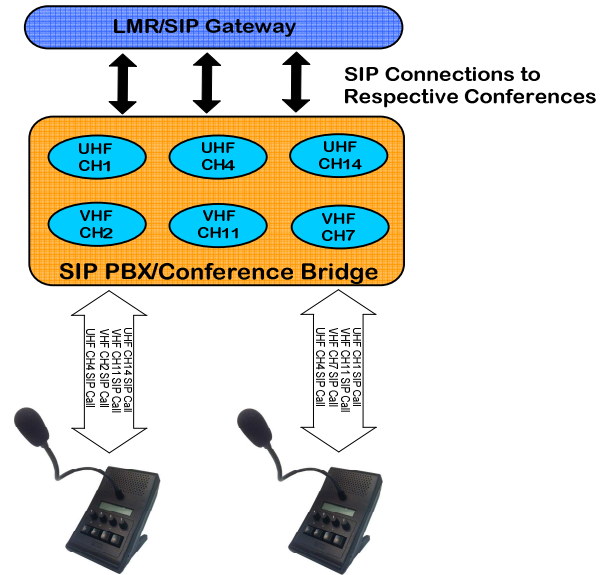 LMR/SIP Gateway
SIP Connections to
Respective Conferences
UHF
CH1
UHF
CH4
UHF
CH14
VHF
CH2
VHF
CH11
VHF
CH7
SIP PBX/Conference Bridge
UHF CH14 SIP Call
VHF CH11 SIP Call
VHF CH2 SIP Call
UHF CH4 SIP Call
UHF CH1 SIP Call
VHF CH11 SIP Call
VHF CH7 SIP Call
UHF CH4 SIP Call